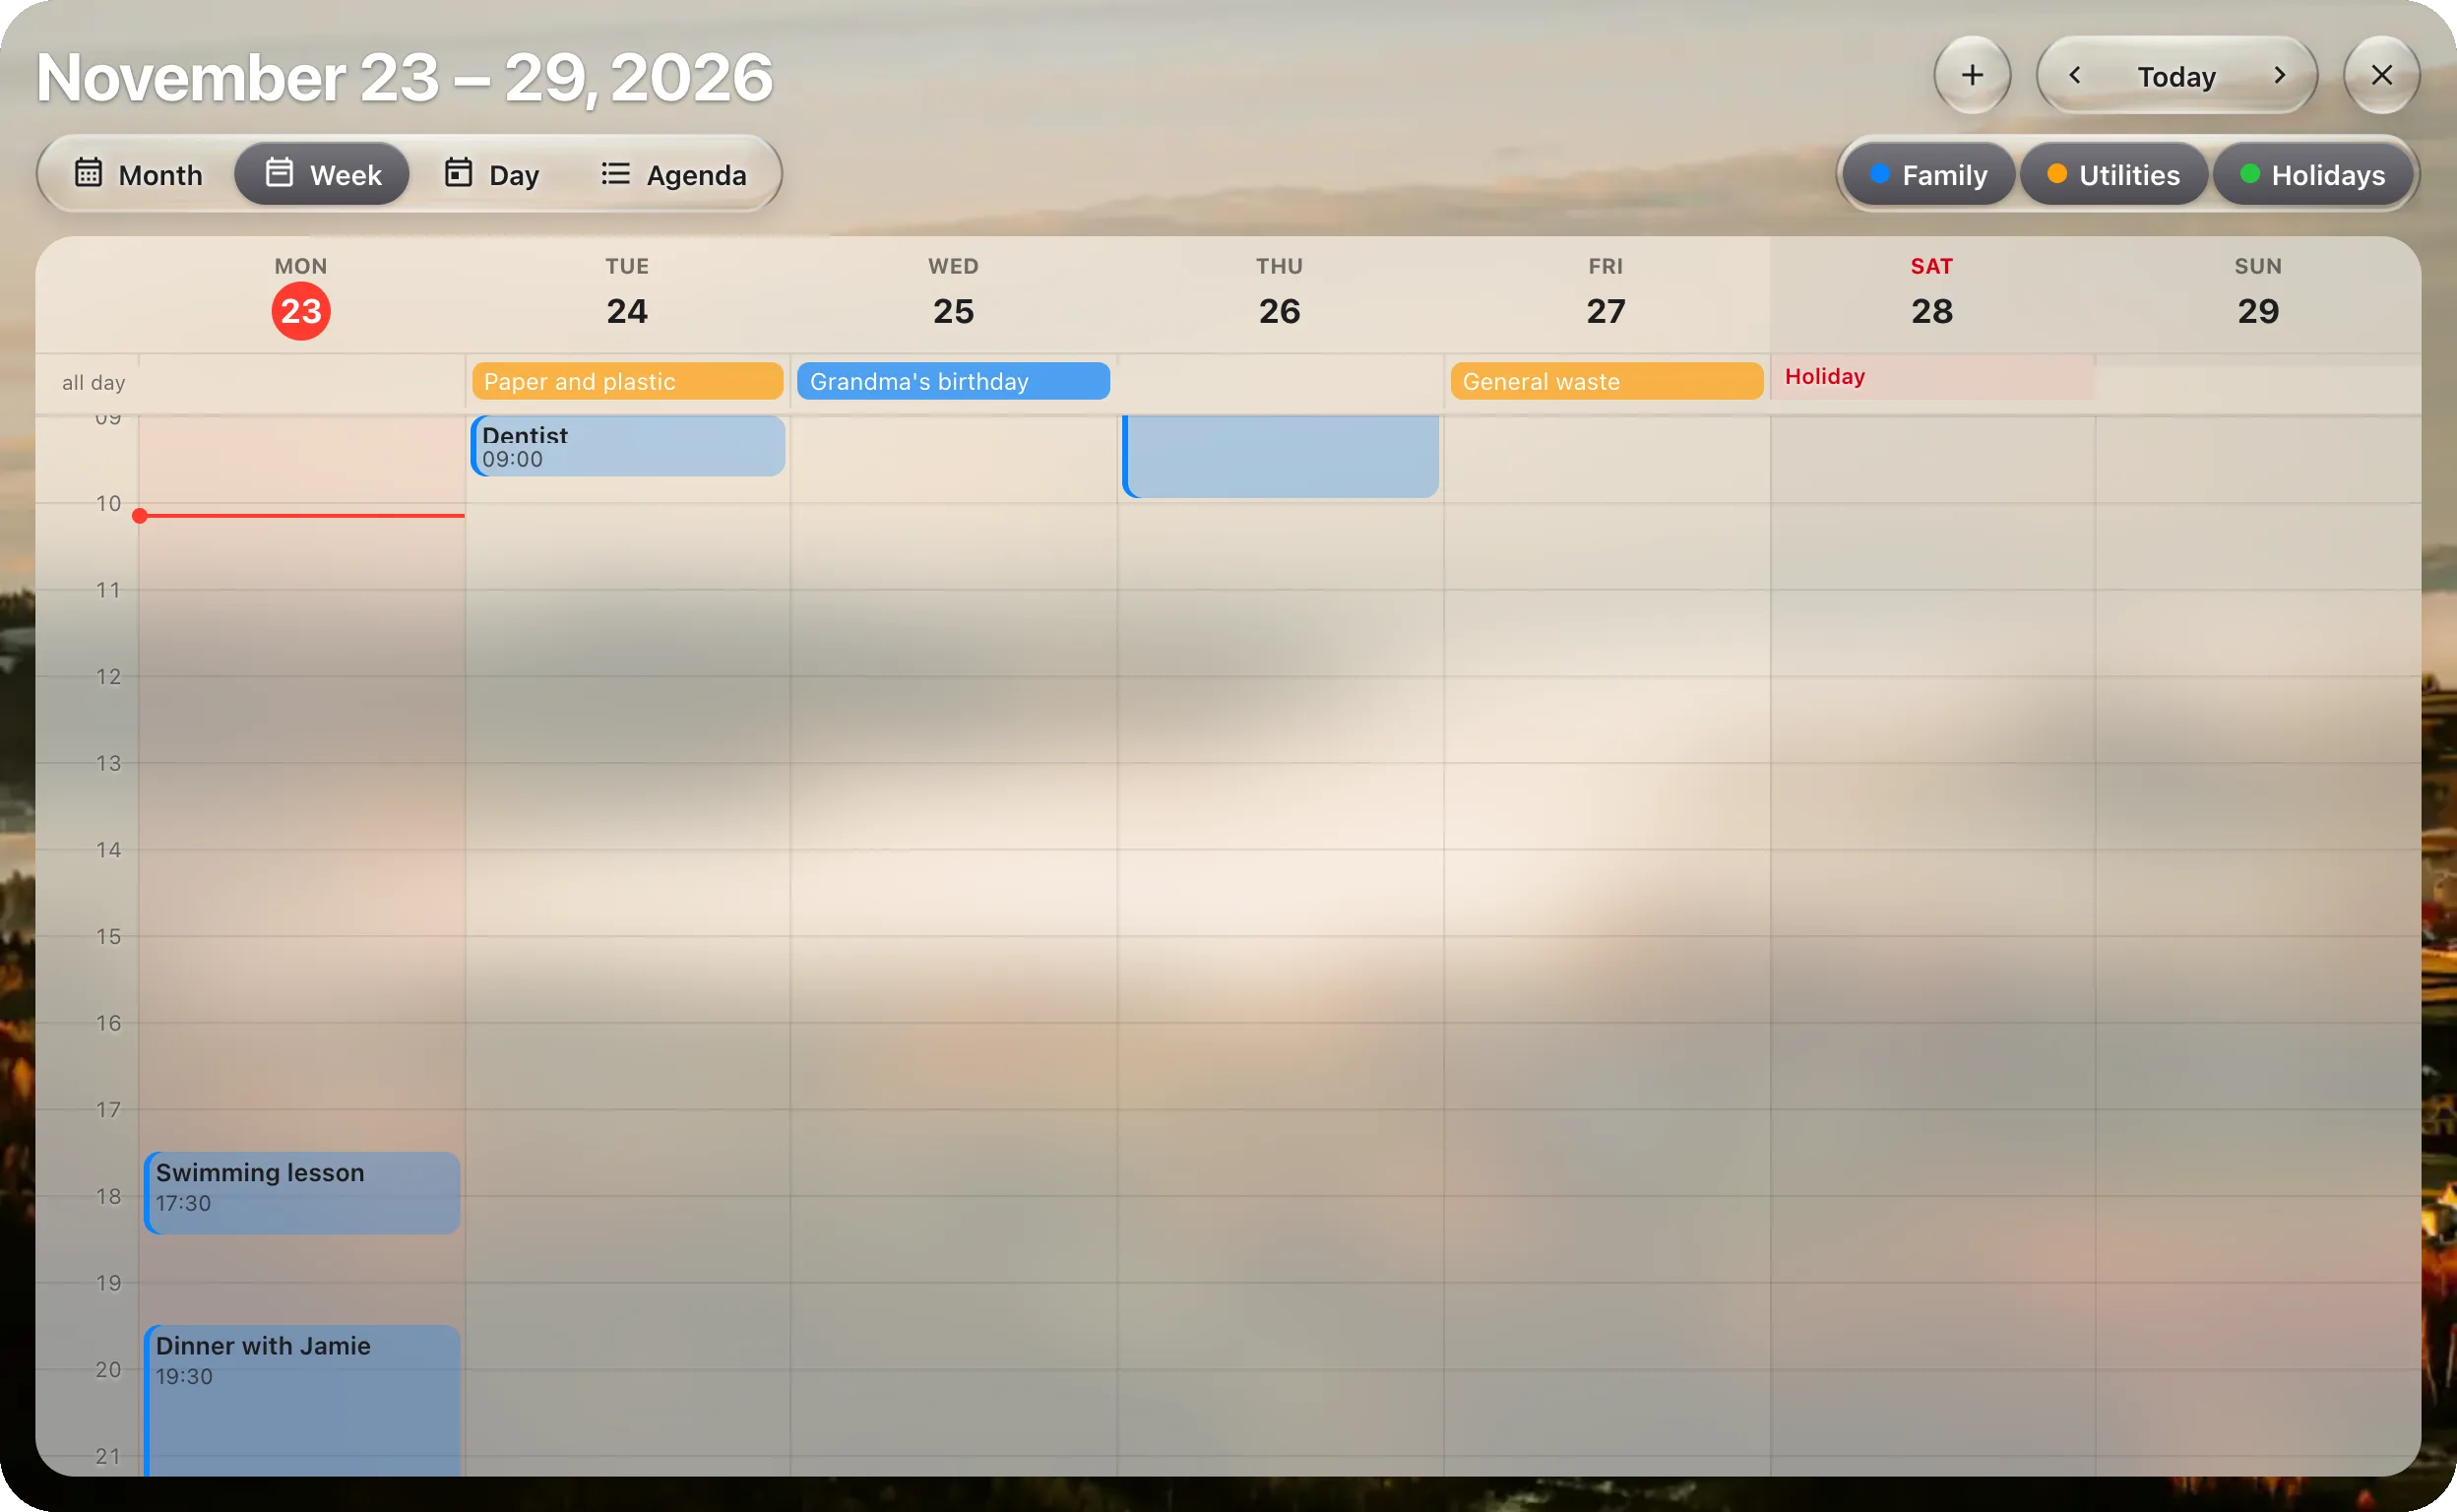 November 23 – 29, 2026
Today
Month Week Day Agenda
Family Utilities Holidays
MON TUE WED THU FRI SAT SUN
23 24 25 26 27 28 29
all day Paper and plastic Grandma's birthday General waste Holiday
09
Dentist
09:00
10
11
12
13
14
15
16
17
Swimming lesson
17:30
18
19
Dinner with Jamie
19:30
20
21